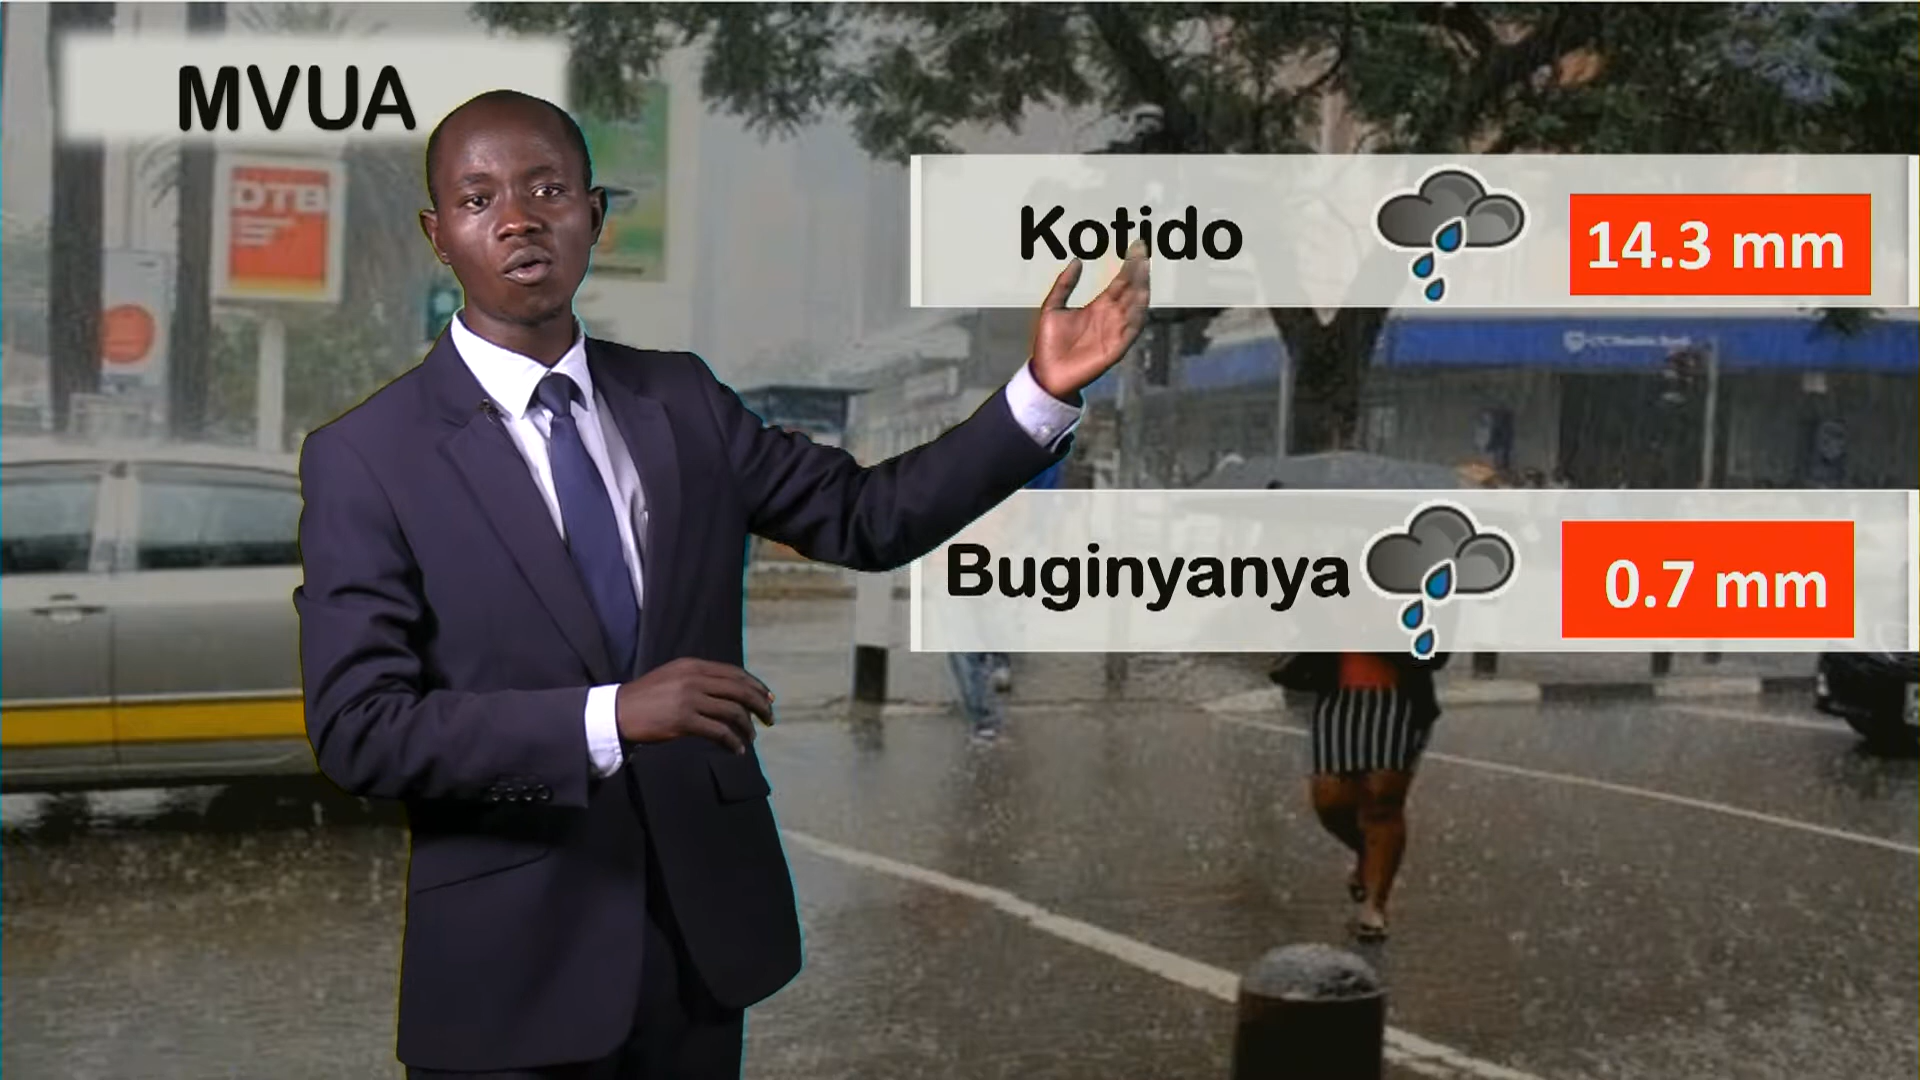 MVUA
DTB
Kotido
14.3 mm
Buginyanya
0.7 mm